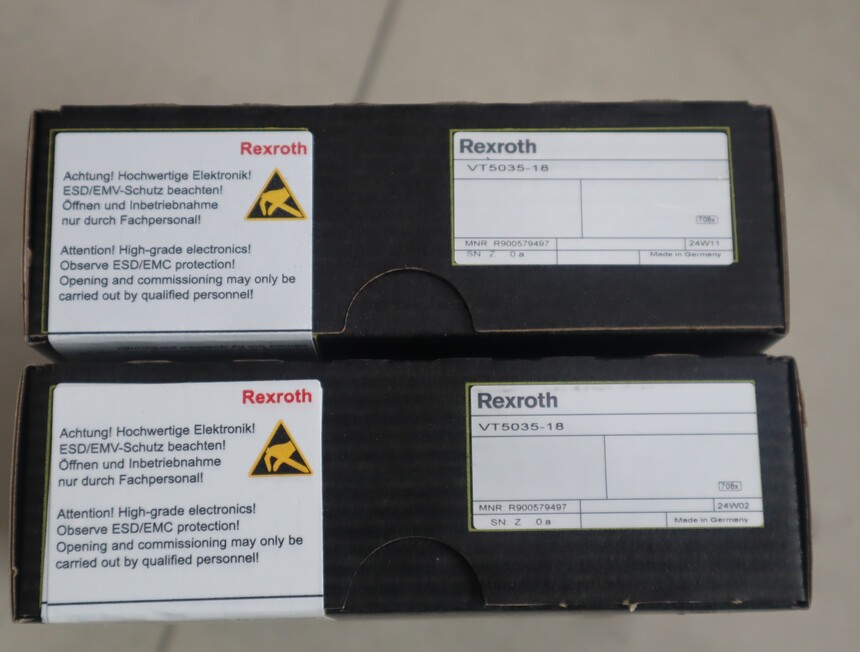 Rexroth
Achtung! Hochwertige Elektronik!
ESD/EMV-Schutz beachten!
Öffnen und Inbetriebnahme
nur durch Fachpersonal!
Attention! High-grade electronics!
Observe ESD/EMC protection!
Opening and commissioning may only be
carried out by qualified personnel!
Rexroth
VT5035-18
708x
MNR: R900579497
24W11
SN: Z 0 a
Made in Germany
Rexroth
Achtung! Hochwertige Elektronik!
ESD/EMV-Schutz beachten!
Öffnen und Inbetriebnahme
nur durch Fachpersonal!
Attention! High-grade electronics!
Observe ESD/EMC protection!
Opening and commissioning may only be
carried out by qualified personnel!
Rexroth
VT5035-18
708x
MNR: R900579497
24W02
SN: Z 0 a
Made in Germany